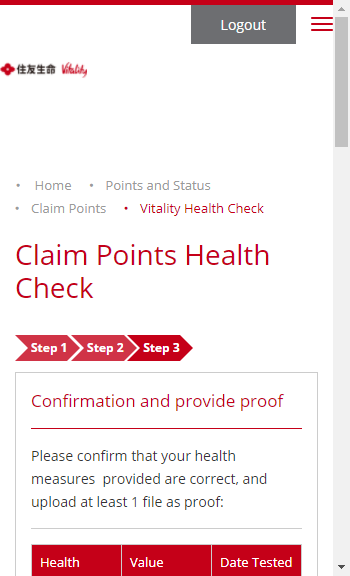 Logout
住友生命 Vitality
• Home • Points and Status
• Claim Points • Vitality Health Check
Claim Points Health
Check
Step 1 Step 2 Step 3
Confirmation and provide proof
Please confirm that your health
measures provided are correct, and
upload at least 1 file as proof:
Health Value Date Tested